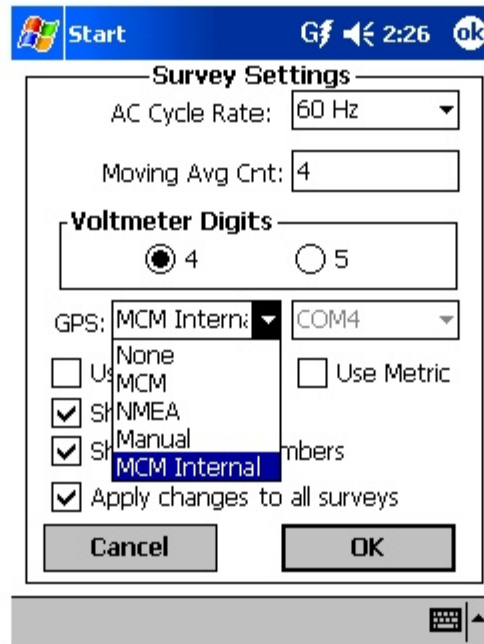 Start G 2:26 ok
Survey Settings
AC Cycle Rate: 60 Hz
Moving Avg Cnt: 4
Voltmeter Digits
4 5
GPS: MCM Interna COM4
None
Use Metric
MCM
NMEA
Manual
mbers
MCM Internal
Apply changes to all surveys
Cancel OK